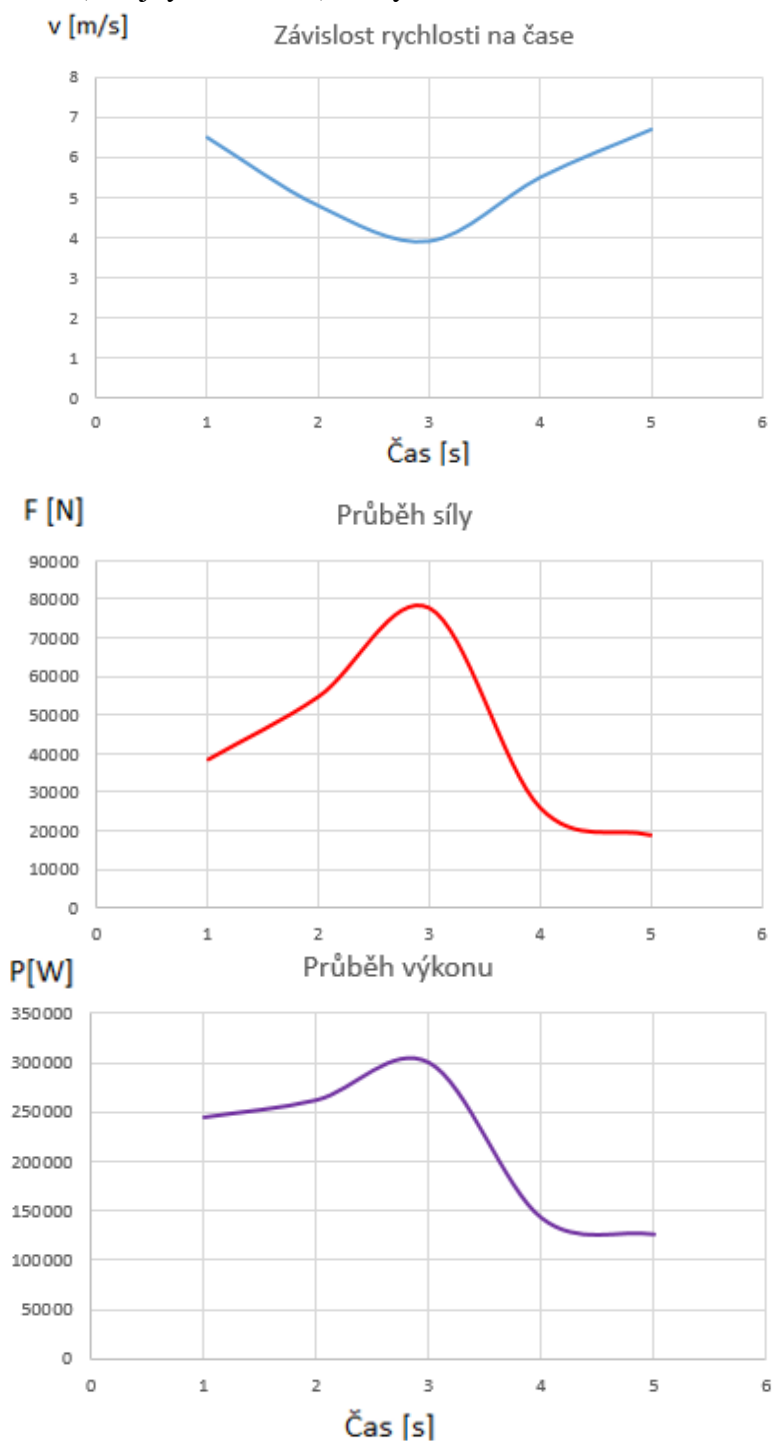 v [m/s]
Závislost rychlosti na čase
8
7
6
5
4
3
2
1
0
0 1 2 3 4 5 6
Čas [s]
F [N]
Průběh síly
90000
80000
70000
60000
50000
40000
30000
20000
10000
0
0 1 2 3 4 5 6
P[W]
Průběh výkonu
350000
300000
250000
200000
150000
100000
50000
0
0 1 2 3 4 5 6
Čas [s]